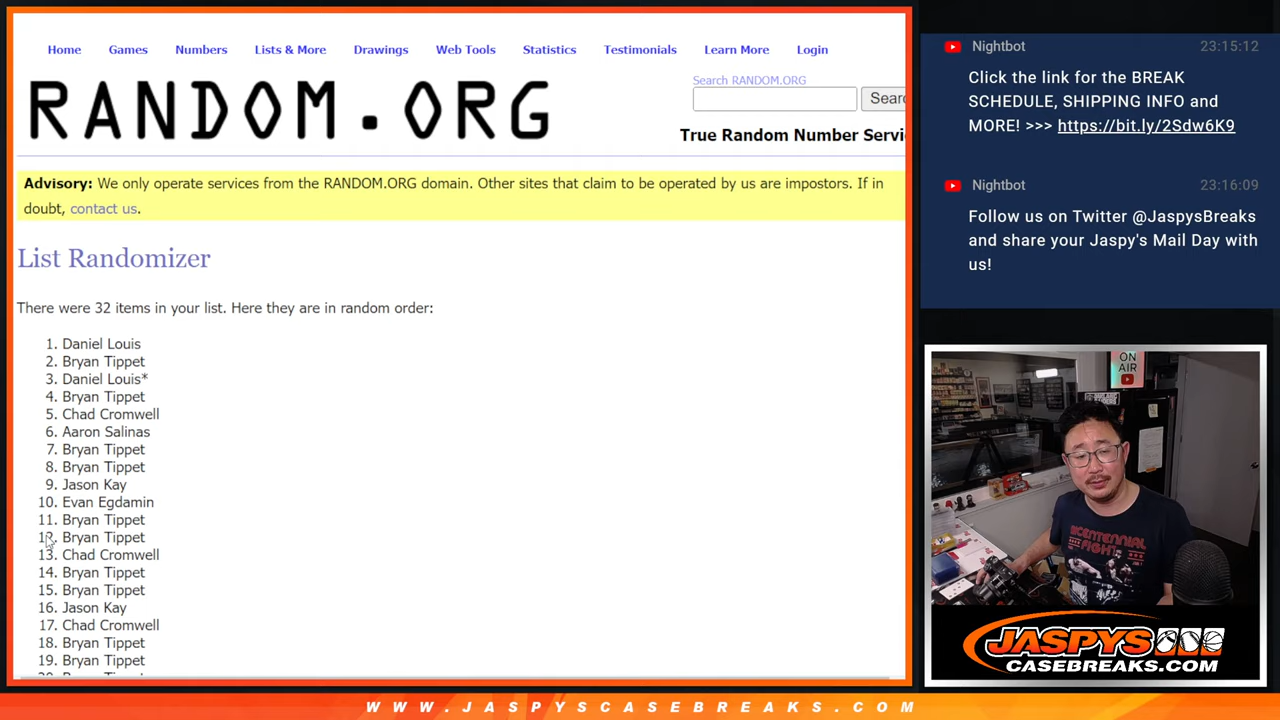 Home Games Numbers Lists & More Drawings Web Tools Statistics Testimonials Learn More Login
RANDOM.ORG
Search RANDOM.ORG
Sear
True Random Number Servi
Advisory: We only operate services from the RANDOM.ORG domain. Other sites that claim to be operated by us are impostors. If in
doubt, contact us.
List Randomizer
There were 32 items in your list. Here they are in random order:
1. Daniel Louis
2. Bryan Tippet
3. Daniel Louis*
4. Bryan Tippet
5. Chad Cromwell
6. Aaron Salinas
7. Bryan Tippet
8. Bryan Tippet
9. Jason Kay
10. Evan Egdamin
11. Bryan Tippet
12. Bryan Tippet
13. Chad Cromwell
14. Bryan Tippet
15. Bryan Tippet
16. Jason Kay
17. Chad Cromwell
18. Bryan Tippet
19. Bryan Tippet
Nightbot 23:15:12
Click the link for the BREAK
SCHEDULE, SHIPPING INFO and
MORE! >>> https://bit.ly/2Sdw6K9
Nightbot 23:16:09
Follow us on Twitter @JaspysBreaks
and share your Jaspy's Mail Day with
us!
ON
AIR
BICENTENNIAL
FIGHT
JASPYS
CASEBREAKS.COM
WWW.JASPYSCASEBREAKS.COM